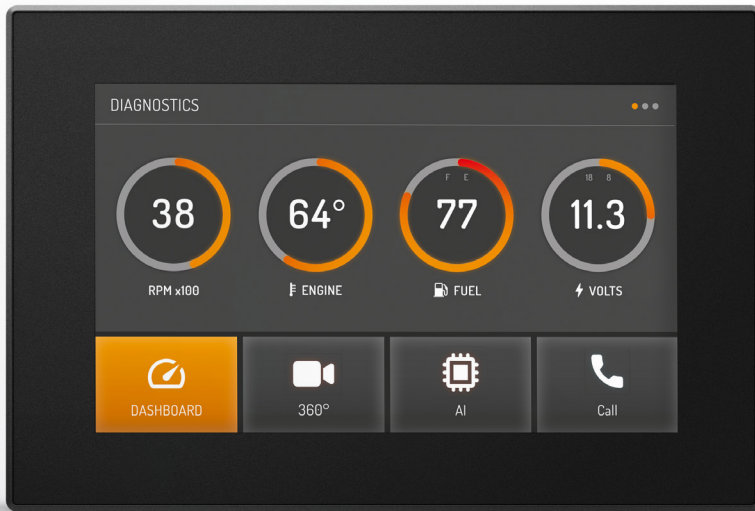 DIAGNOSTICS
38
RPM x100
64°
ENGINE
F E
77
FUEL
18 8
11.3
VOLTS
DASHBOARD
360°
AI
Call